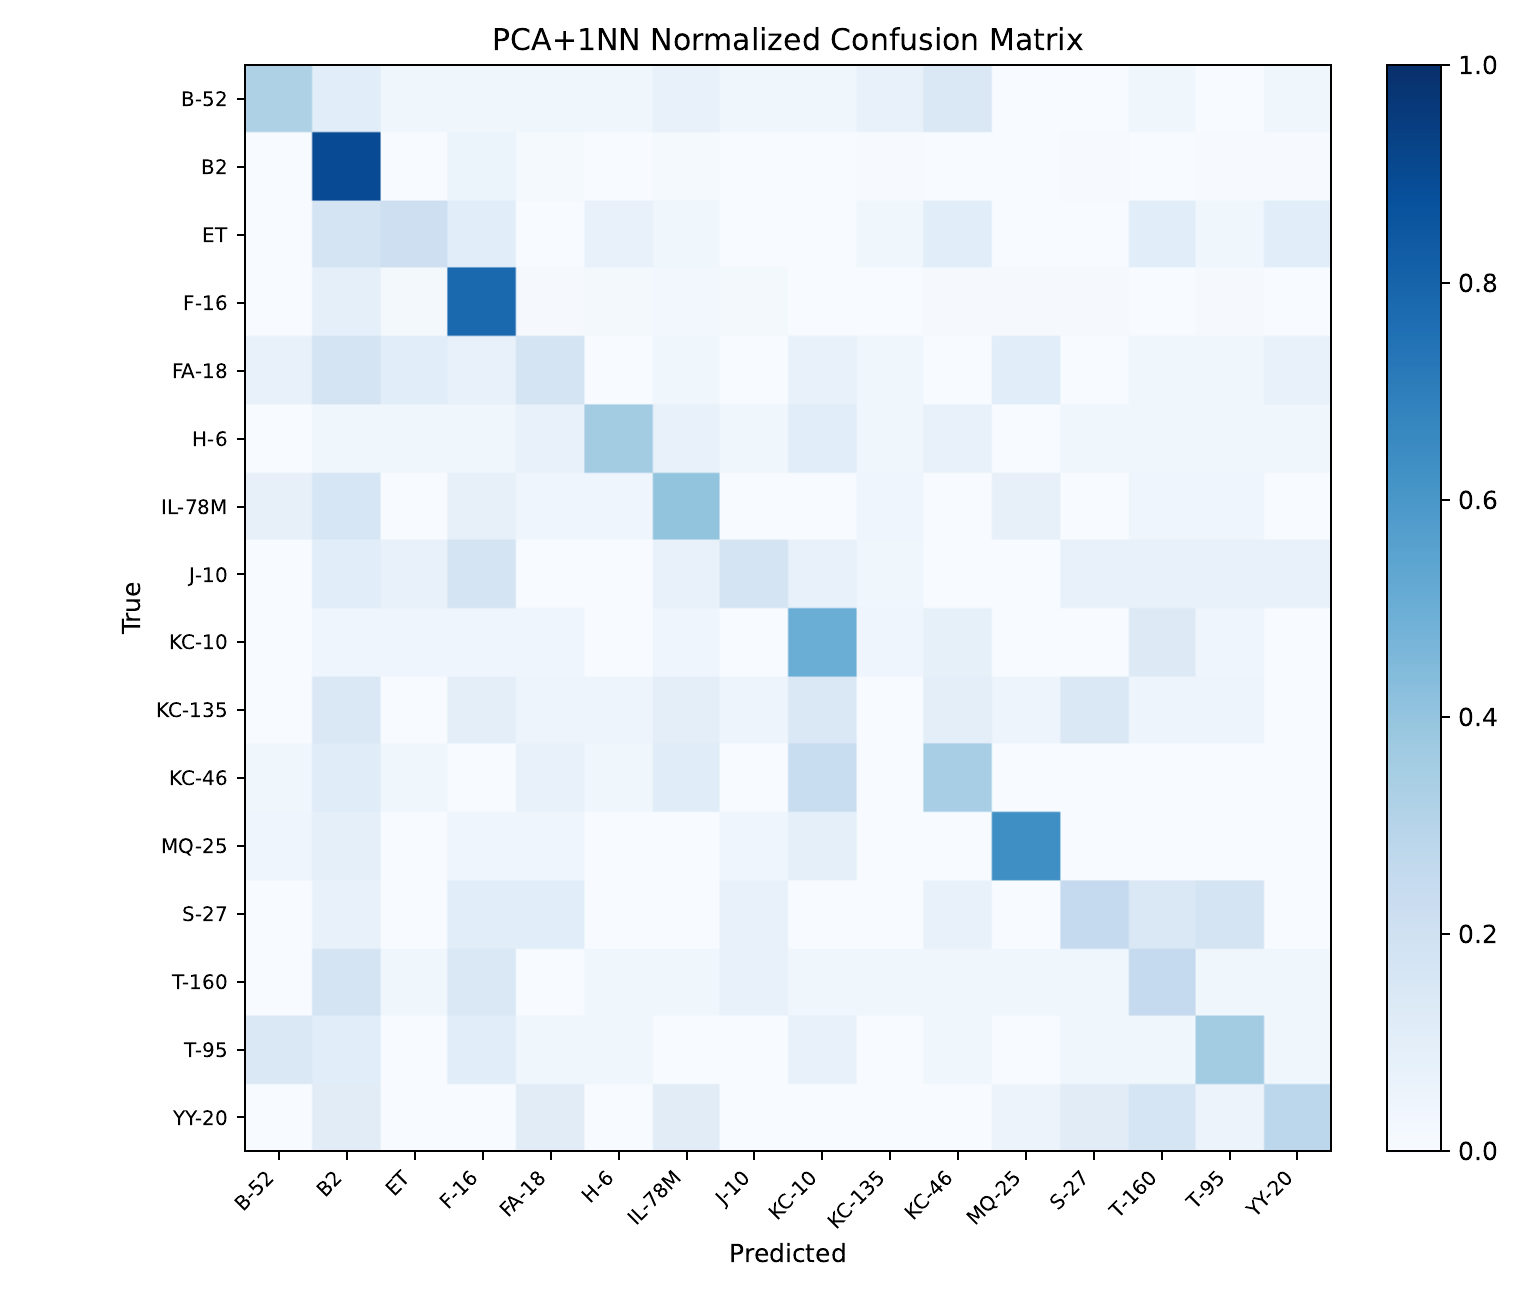 PCA+1NN Normalized Confusion Matrix
True
B-52
B2
ET
F-16
FA-18
H-6
IL-78M
J-10
KC-10
KC-135
KC-46
MQ-25
S-27
T-160
T-95
YY-20
B-52
B2
ET
F-16
FA-18
H-6
IL-78M
J-10
KC-10
KC-135
KC-46
MQ-25
S-27
T-160
T-95
YY-20
Predicted
1.0
0.8
0.6
0.4
0.2
0.0